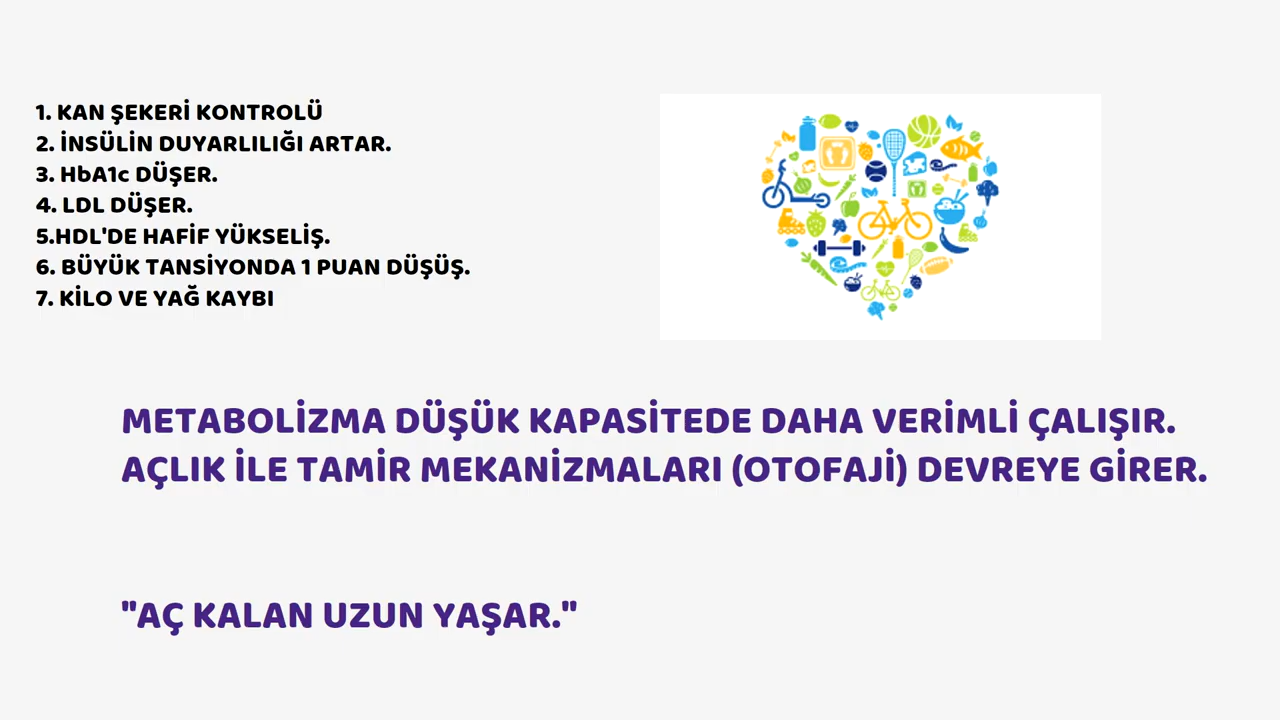 1. KAN ŞEKERİ KONTROLÜ
2. İNSÜLİN DUYARLILIĞI ARTAR.
3. HbA1c DÜŞER.
4. LDL DÜŞER.
5.HDL'DE HAFİF YÜKSELİŞ.
6. BÜYÜK TANSİYONDA 1 PUAN DÜŞÜŞ.
7. KİLO VE YAĞ KAYBI
METABOLİZMA DÜŞÜK KAPASİTEDE DAHA VERİMLİ ÇALIŞIR.
AÇLIK İLE TAMİR MEKANİZMALARI (OTOFAJİ) DEVREYE GİRER.
"AÇ KALAN UZUN YAŞAR."